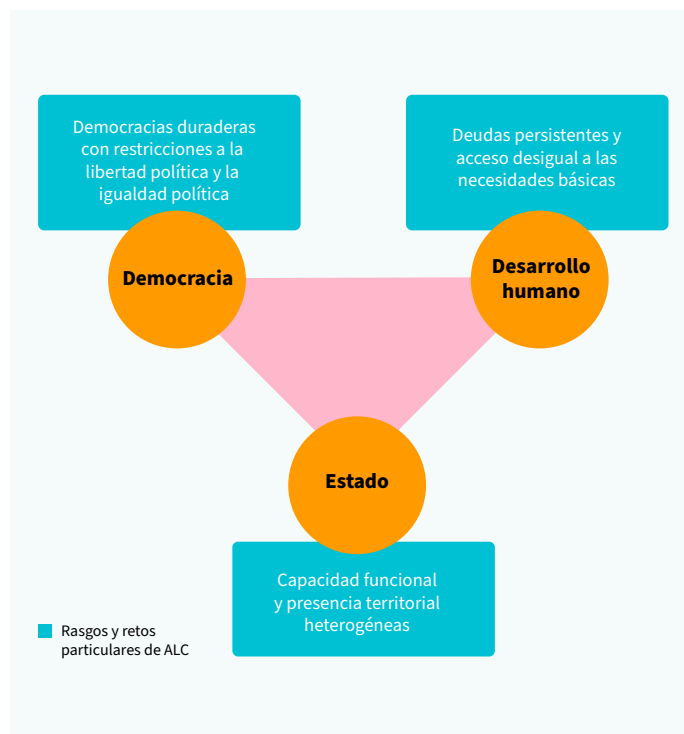 Democracias duraderas
con restricciones a la
libertad política y la
igualdad política
Deudas persistentes y
acceso desigual a las
necesidades básicas
Democracia
Desarrollo
humano
Estado
Capacidad funcional
y presencia territorial
heterogéneas
Rasgos y retos
particulares de ALC